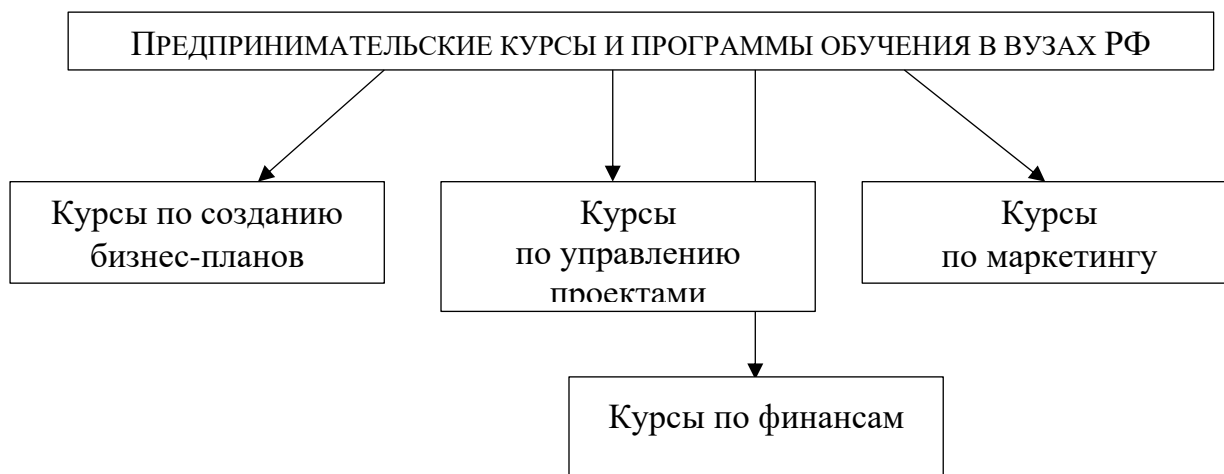 ПРЕДПРИНИМАТЕЛЬСКИЕ КУРСЫ И ПРОГРАММЫ ОБУЧЕНИЯ В ВУЗАХ РФ
Курсы по созданию
бизнес-планов
Курсы
по управлению
проектами
Курсы
по маркетингу
Курсы по финансам